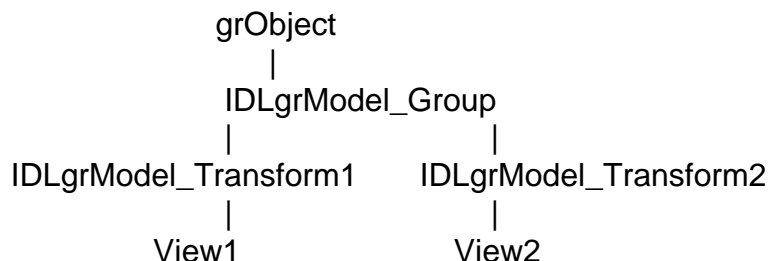 grObject
|
IDLgrModel_Group
| |
IDLgrModel_Transform1 IDLgrModel_Transform2
| |
View1 View2